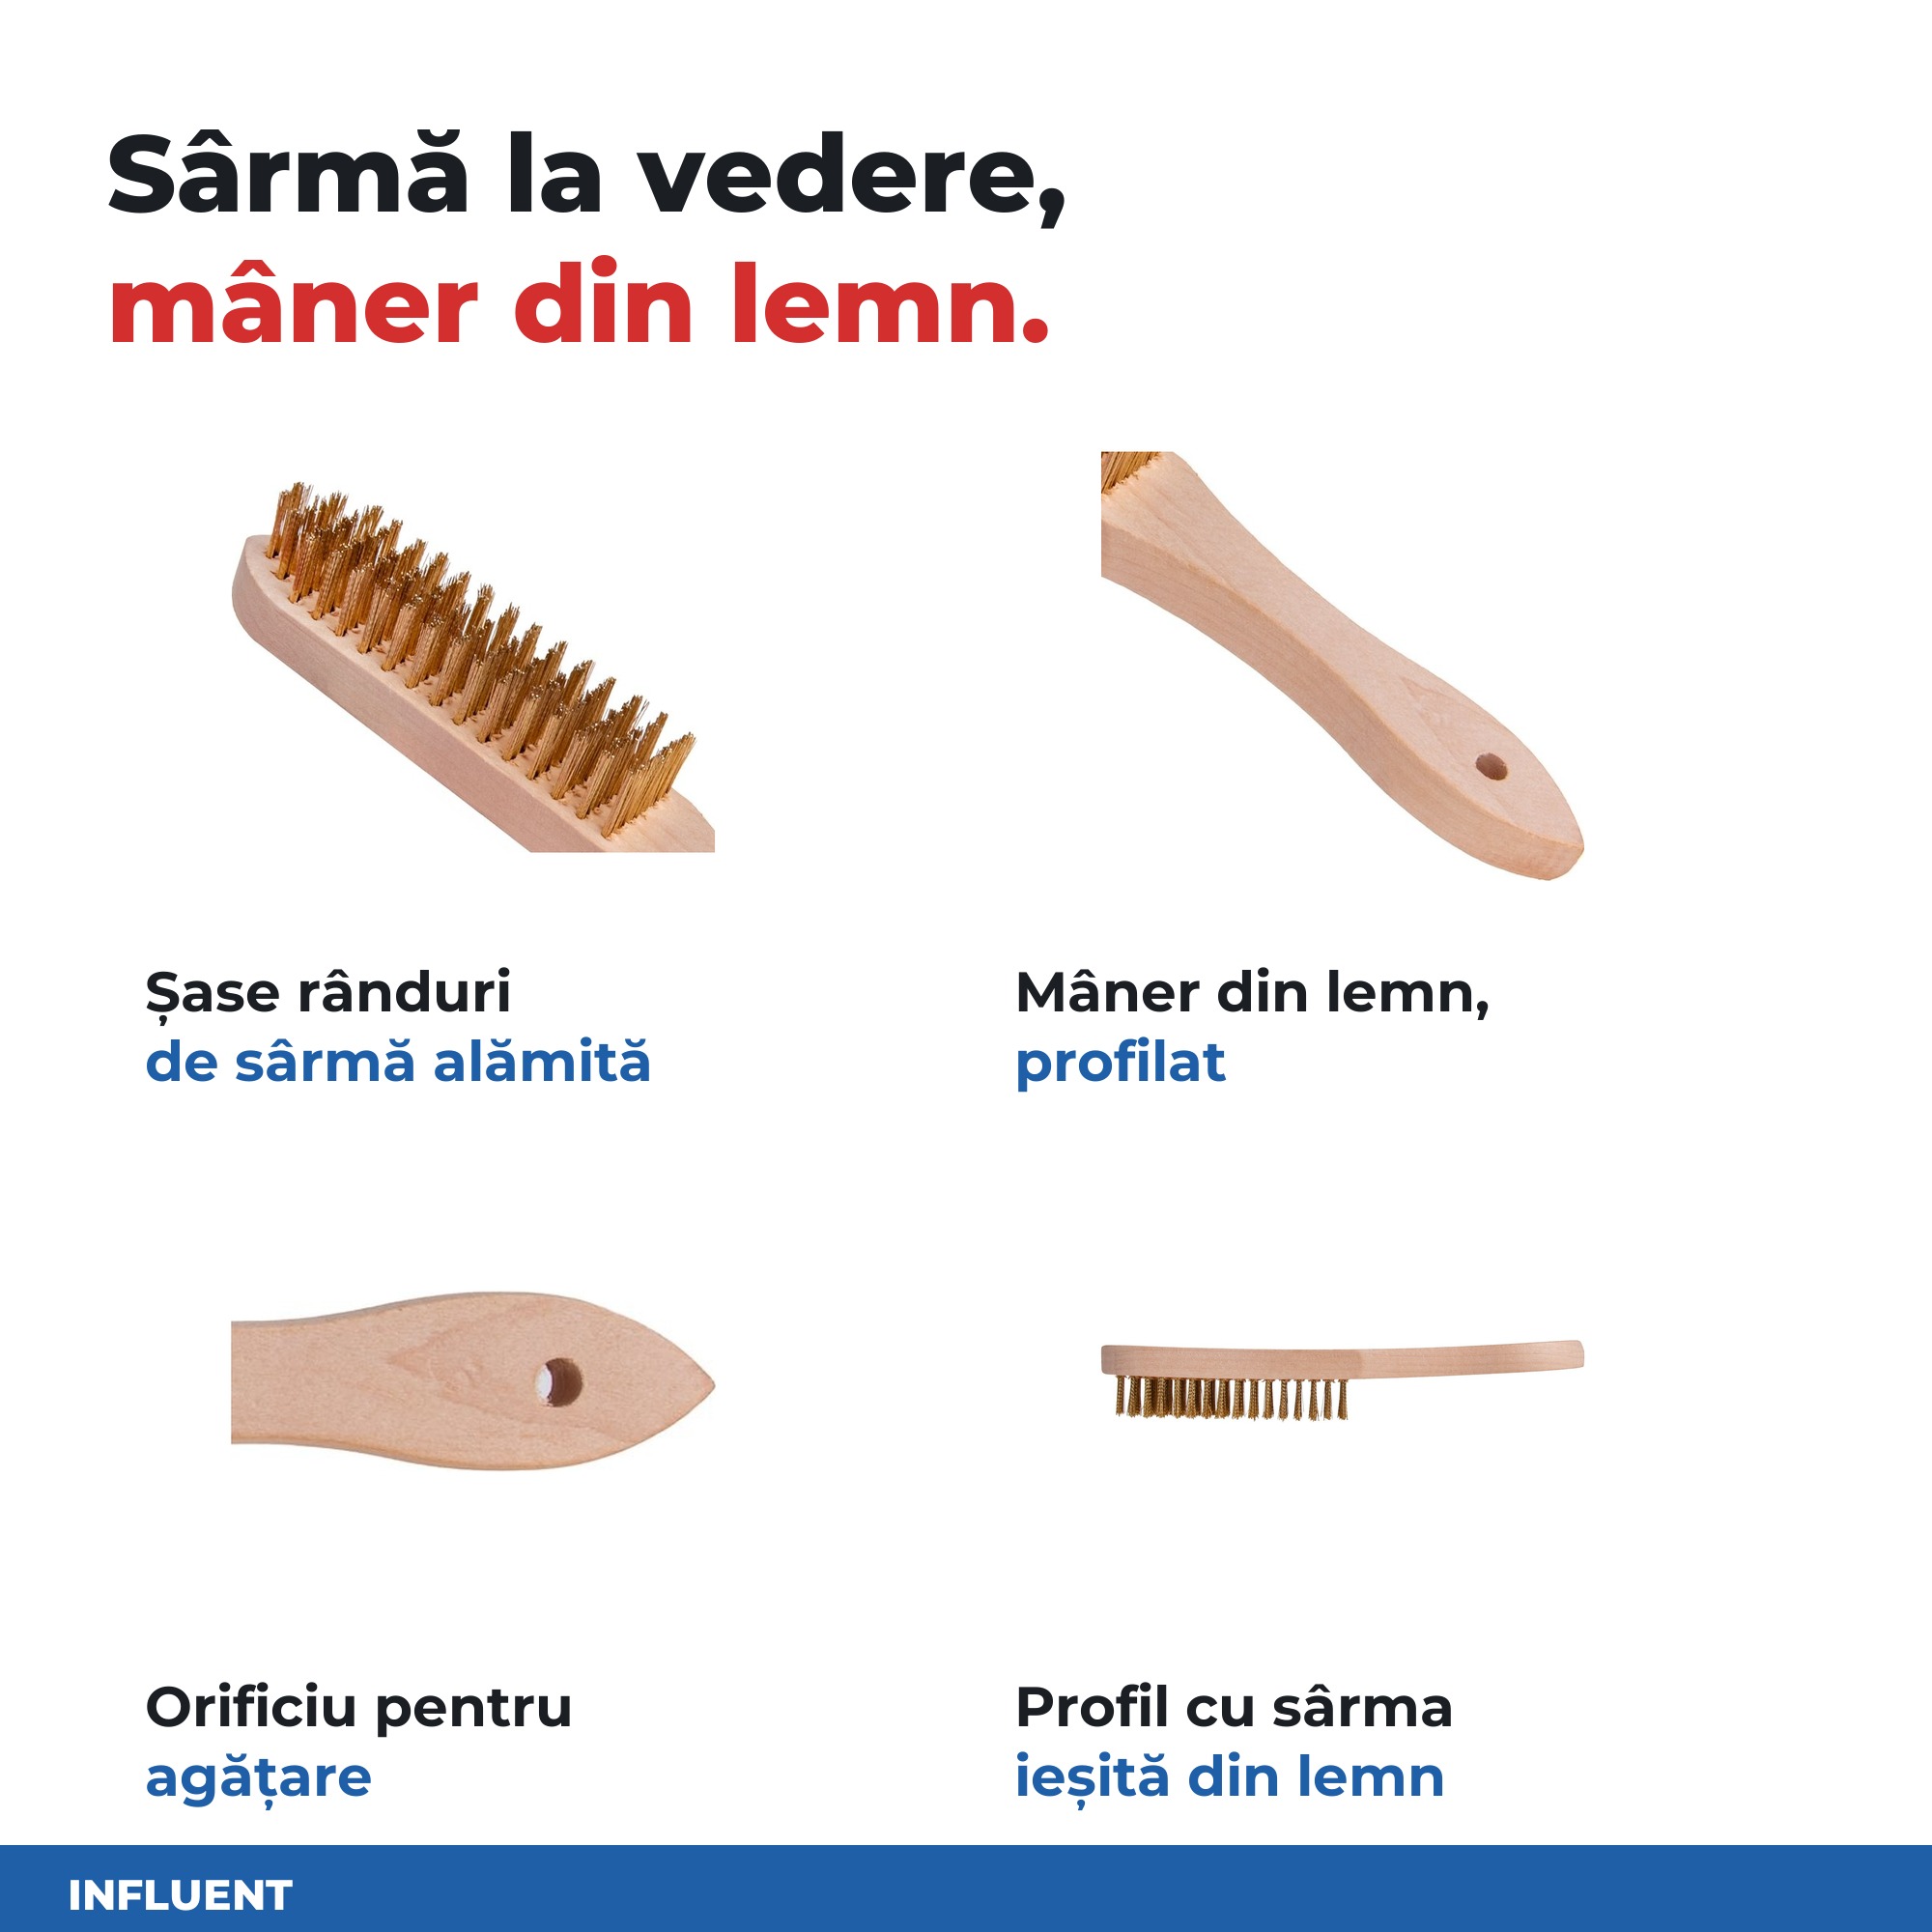 Sârmă la vedere,
mâner din lemn.
Șase rânduri
de sârmă alămită
Mâner din lemn,
profilat
Orificiu pentru
agățare
Profil cu sârma
ieșită din lemn
INFLUENT